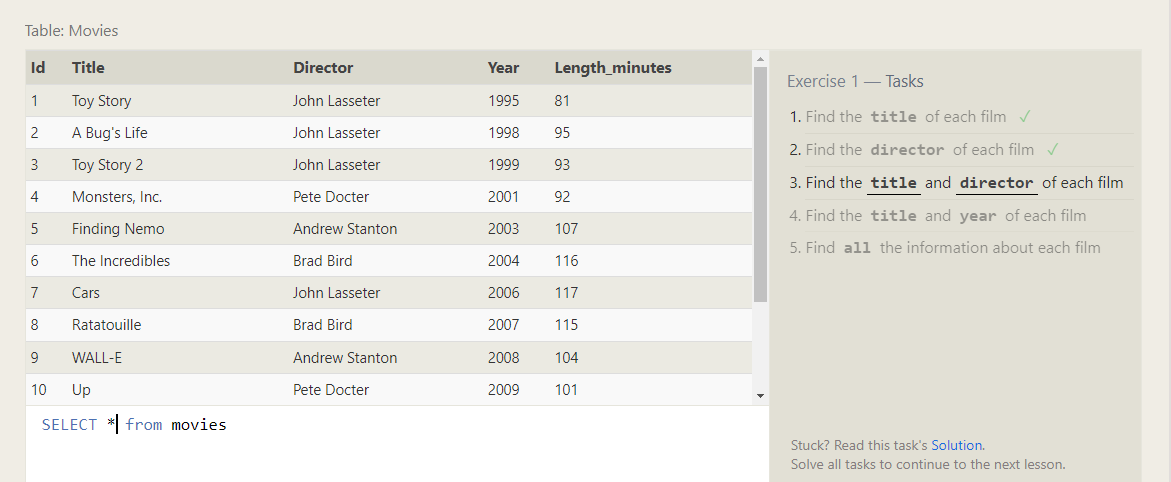 Table: Movies
Id Title Director Year Length_minutes
1 Toy Story John Lasseter 1995 81
2 A Bug's Life John Lasseter 1998 95
3 Toy Story 2 John Lasseter 1999 93
4 Monsters, Inc. Pete Docter 2001 92
5 Finding Nemo Andrew Stanton 2003 107
6 The Incredibles Brad Bird 2004 116
7 Cars John Lasseter 2006 117
8 Ratatouille Brad Bird 2007 115
9 WALL-E Andrew Stanton 2008 104
10 Up Pete Docter 2009 101
SELECT * from movies
Exercise 1 — Tasks
1. Find the title of each film ✓
2. Find the director of each film ✓
3. Find the title and director of each film
4. Find the title and year of each film
5. Find all the information about each film
Stuck? Read this task's Solution.
Solve all tasks to continue to the next lesson.